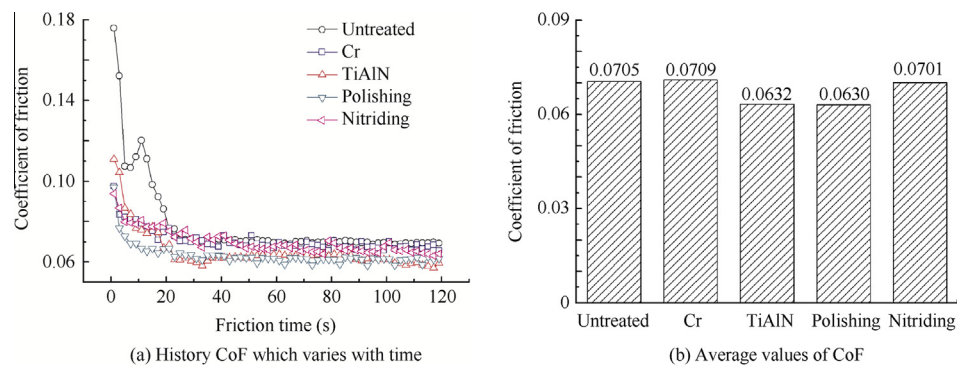 0.18
0.14
0.10
0.06
Coefficient of friction
0 20 40 60 80 100 120
Friction time (s)
Untreated
Cr
TiAlN
Polishing
Nitriding
(a) History CoF which varies with time
0.09
0.06
0.03
0
Coefficient of friction
0.0705 0.0709 0.0632 0.0630 0.0701
Untreated Cr TiAlN Polishing Nitriding
(b) Average values of CoF